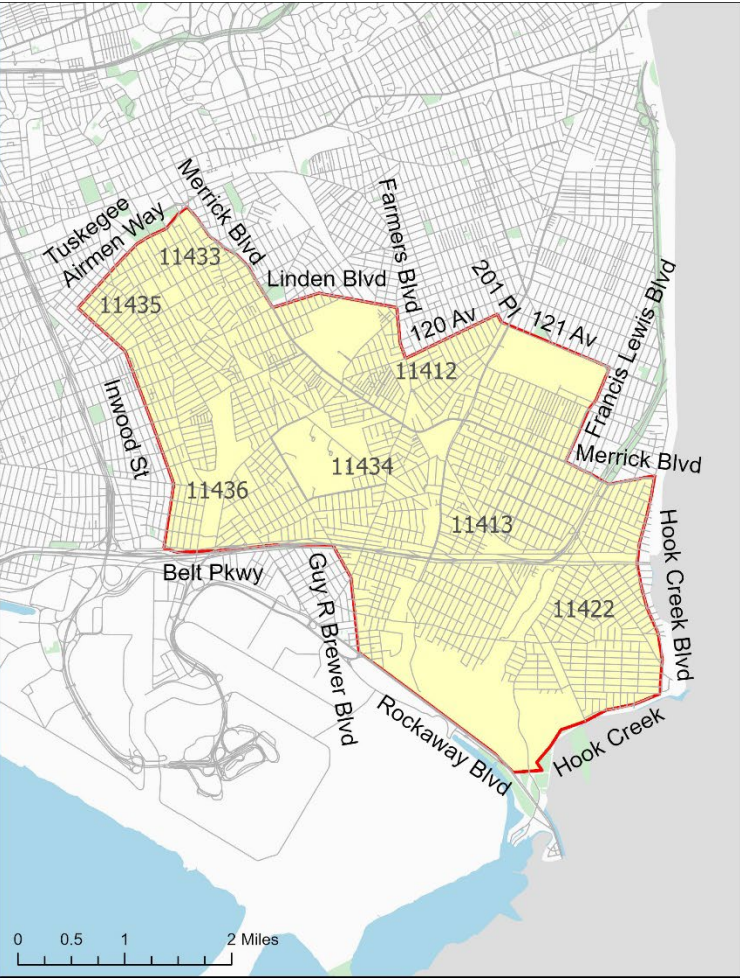 Merrick Blvd
Tuskegee
Airmen Way
Farmers Blvd
11433
Linden Blvd
201 Pl
Francis Lewis Blvd
11435
120 Av
121 Av
11412
Inwood St
Merrick Blvd
11434
11436
11413
Hook Creek Blvd
Belt Pkwy
Guy R Brewer Blvd
11422
Rockaway Blvd
Hook Creek
0 0.5 1 2 Miles